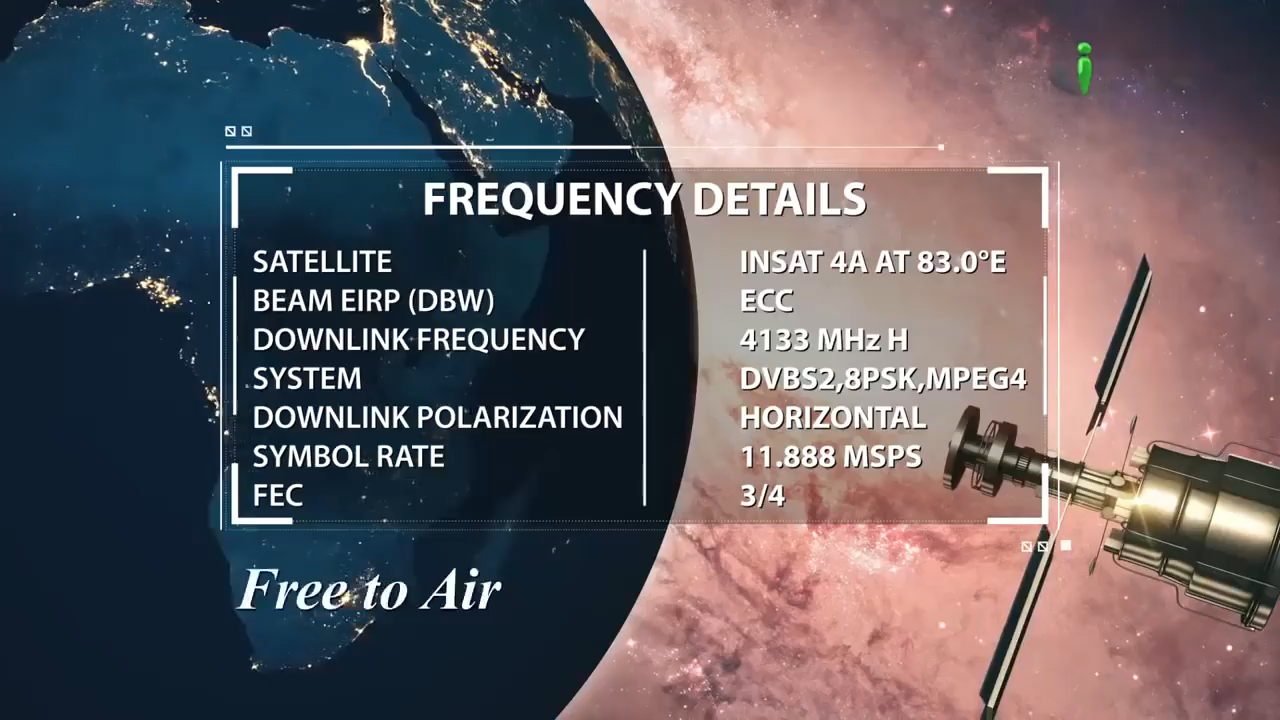 FREQUENCY DETAILS
SATELLITE INSAT 4A AT 83.0°E
BEAM EIRP (DBW) ECC
DOWNLINK FREQUENCY 4133 MHz H
SYSTEM DVBS2,8PSK,MPEG4
DOWNLINK POLARIZATION HORIZONTAL
SYMBOL RATE 11.888 MSPS
FEC 3/4
Free to Air